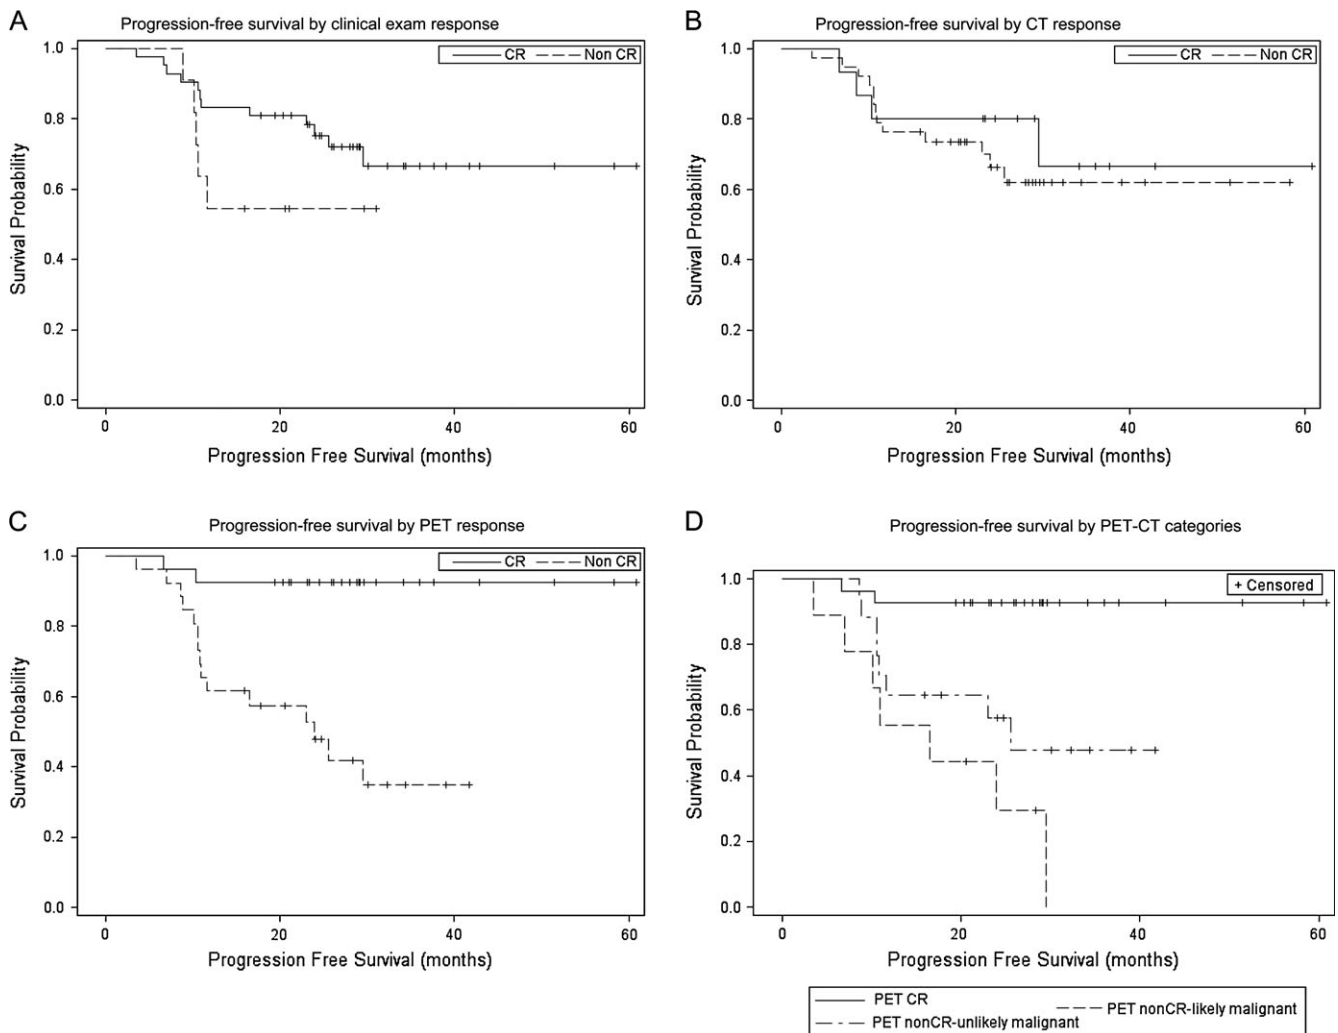 A
Progression-free survival by clinical exam response
CR Non CR
1.0
0.8
0.6
0.4
0.2
0.0
Survival Probability
0 20 40 60
Progression Free Survival (months)
B
Progression-free survival by CT response
CR Non CR
1.0
0.8
0.6
0.4
0.2
0.0
Survival Probability
0 20 40 60
Progression Free Survival (months)
C
Progression-free survival by PET response
CR Non CR
1.0
0.8
0.6
0.4
0.2
0.0
Survival Probability
0 20 40 60
Progression Free Survival (months)
D
Progression-free survival by PET-CT categories
+ Censored
1.0
0.8
0.6
0.4
0.2
0.0
Survival Probability
0 20 40 60
Progression Free Survival (months)
PET CR
PET nonCR-likely malignant
PET nonCR-unlikely malignant